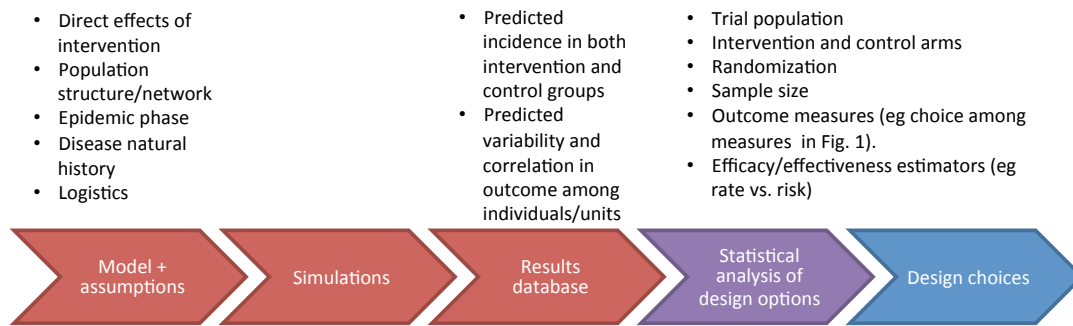 • Direct effects of
intervention
• Population
structure/network
• Epidemic phase
• Disease natural
history
• Logistics
• Predicted
incidence in both
intervention and
control groups
• Predicted
variability and
correlation in
outcome among
individuals/units
• Trial population
• Intervention and control arms
• Randomization
• Sample size
• Outcome measures (eg choice among
measures in Fig. 1).
• Efficacy/effectiveness estimators (eg
rate vs. risk)
Model +
assumptions
Simulations
Results
database
Statistical
analysis of
design options
Design choices